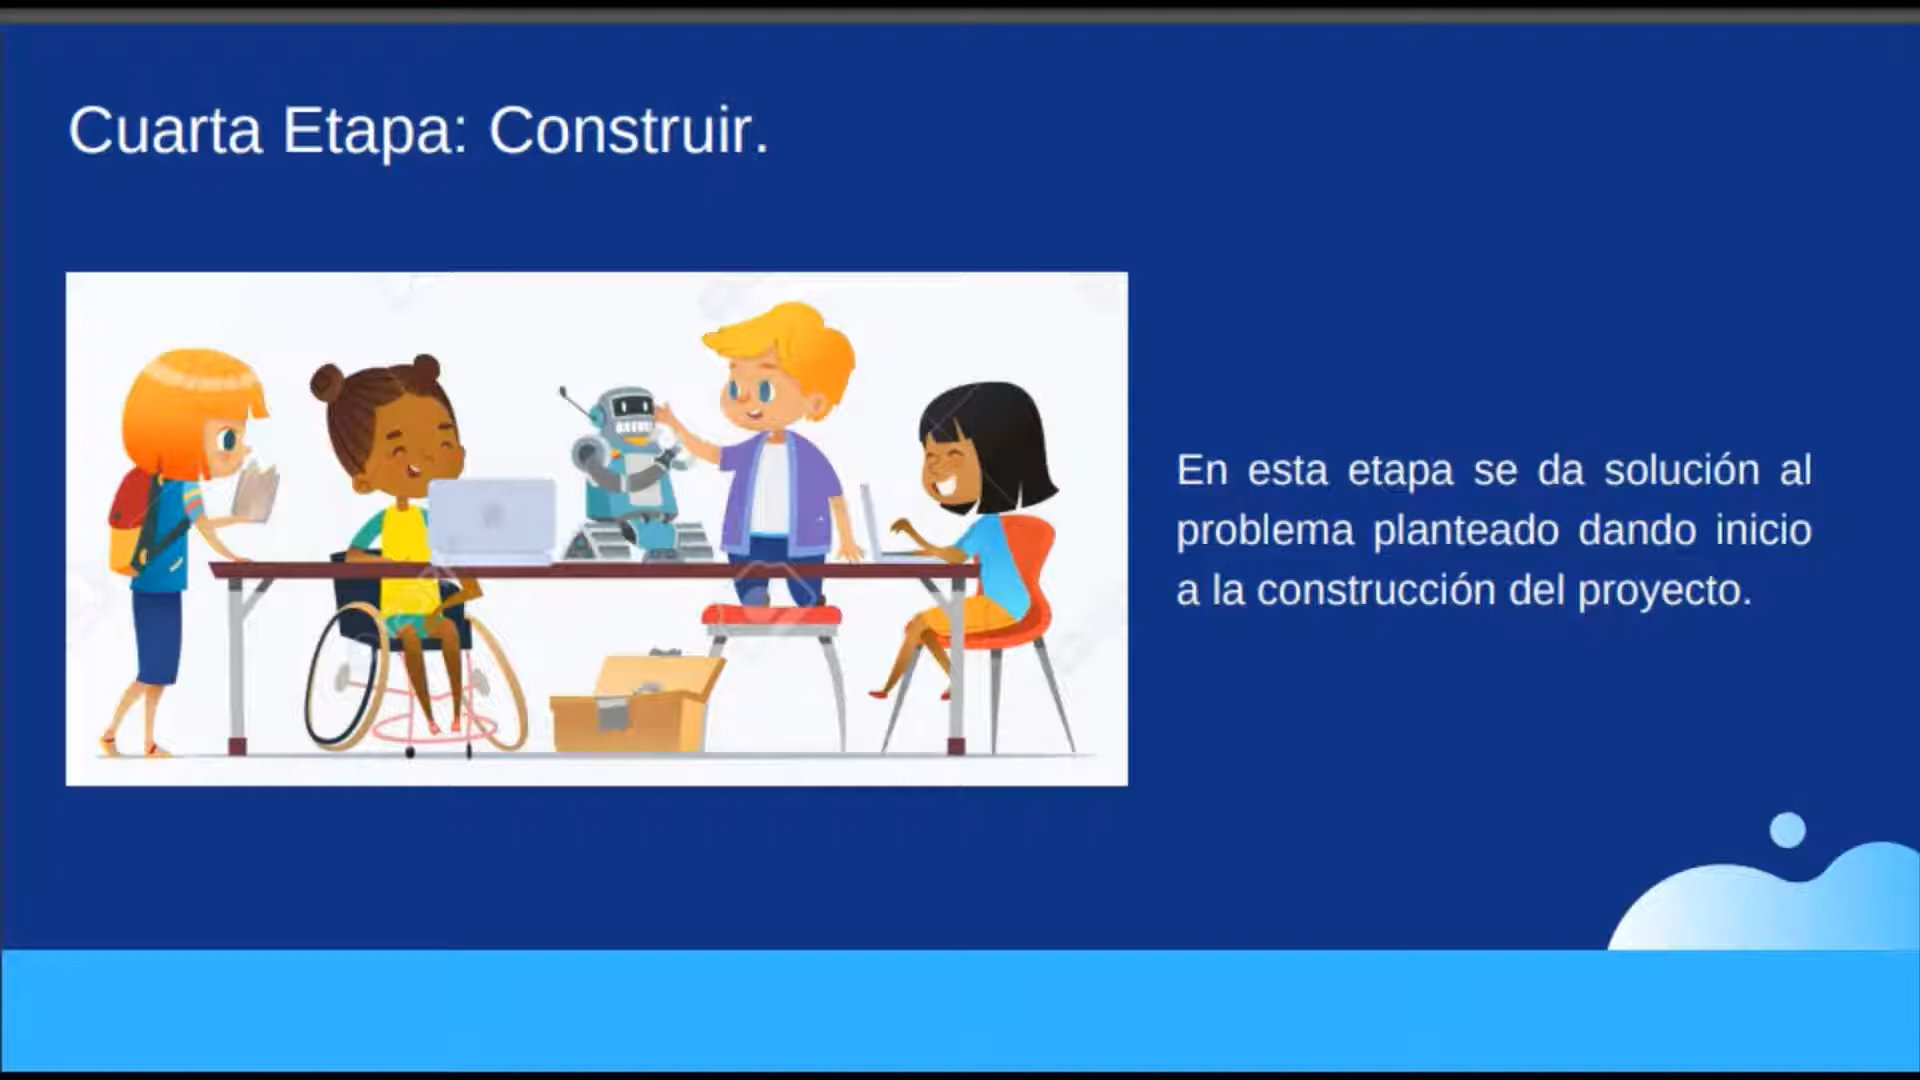 Cuarta Etapa: Construir.
En esta etapa se da solución al
problema planteado dando inicio
a la construcción del proyecto.